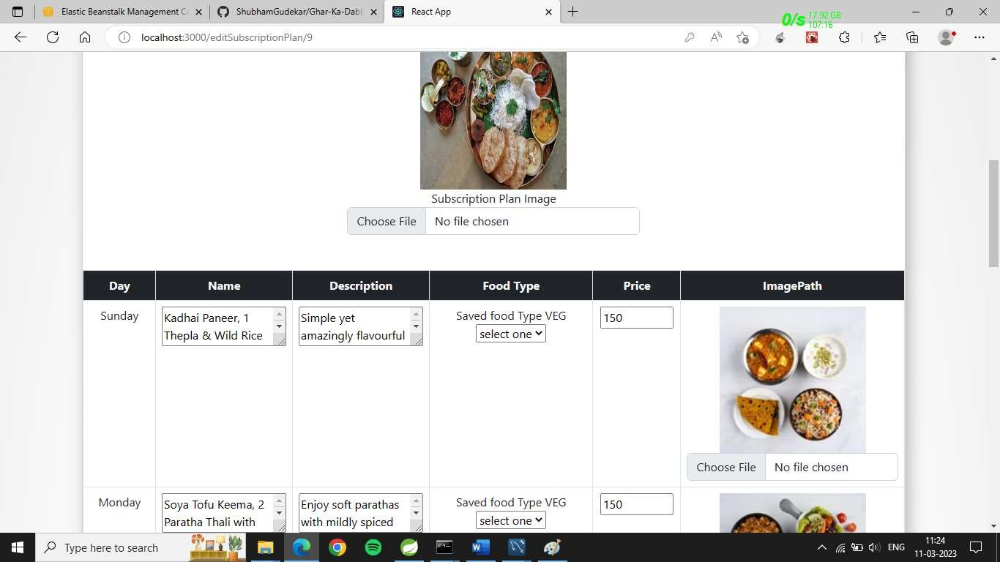 Elastic Beanstalk Management Co
ShubhamGudekar/Ghar-Ka-Dabb
React App
0/s
17.92 GB
107:16
localhost:3000/editSubscriptionPlan/9
Subscription Plan Image
Choose File No file chosen
Day Name Description Food Type Price ImagePath
Sunday
Kadhai Paneer, 1
Thepla & Wild Rice
Simple yet
amazingly flavourful
Saved food Type VEG
select one
150
Choose File No file chosen
Monday
Soya Tofu Keema, 2
Paratha Thali with
Enjoy soft parathas
with mildly spiced
Saved food Type VEG
select one
150
Type here to search
ENG
11:24
11-03-2023